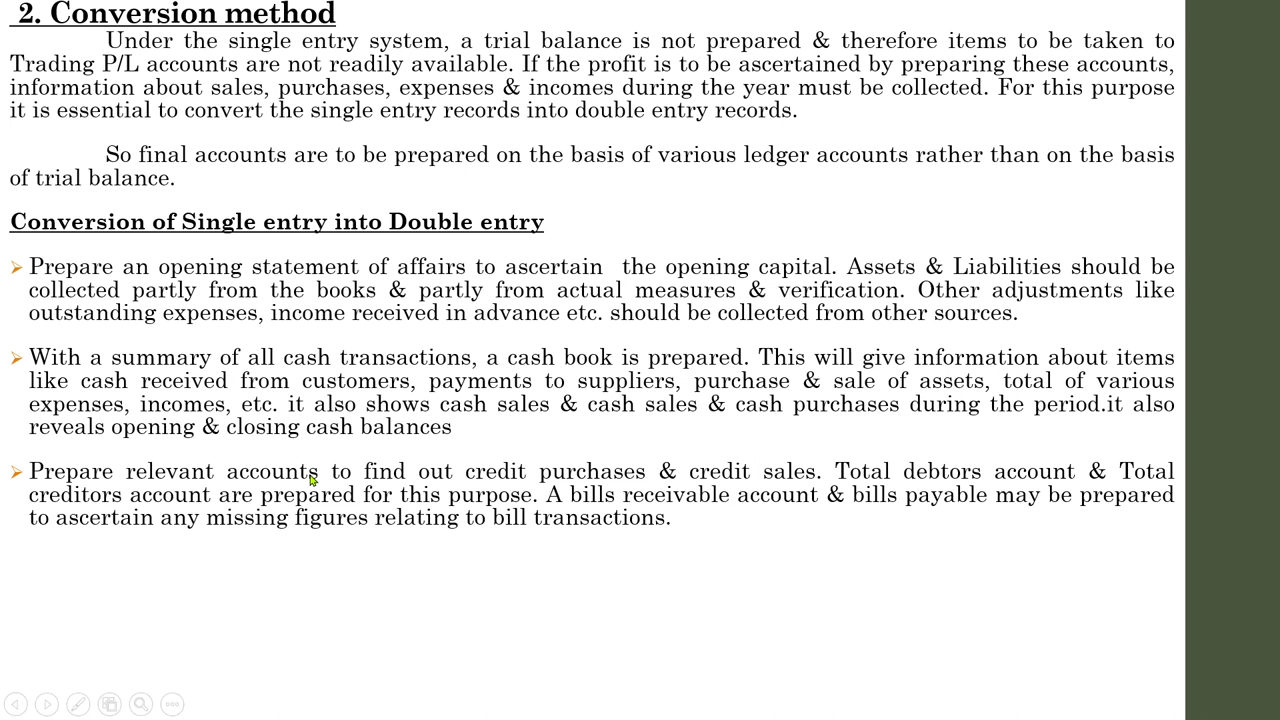 2. Conversion method
Under the single entry system, a trial balance is not prepared & therefore items to be taken to
Trading P/L accounts are not readily available. If the profit is to be ascertained by preparing these accounts,
information about sales, purchases, expenses & incomes during the year must be collected. For this purpose
it is essential to convert the single entry records into double entry records.
So final accounts are to be prepared on the basis of various ledger accounts rather than on the basis
of trial balance.
Conversion of Single entry into Double entry
Prepare an opening statement of affairs to ascertain the opening capital. Assets & Liabilities should be
collected partly from the books & partly from actual measures & verification. Other adjustments like
outstanding expenses, income received in advance etc. should be collected from other sources.
With a summary of all cash transactions, a cash book is prepared. This will give information about items
like cash received from customers, payments to suppliers, purchase & sale of assets, total of various
expenses, incomes, etc. it also shows cash sales & cash sales & cash purchases during the period.it also
reveals opening & closing cash balances
Prepare relevant accounts to find out credit purchases & credit sales. Total debtors account & Total
creditors account are prepared for this purpose. A bills receivable account & bills payable may be prepared
to ascertain any missing figures relating to bill transactions.